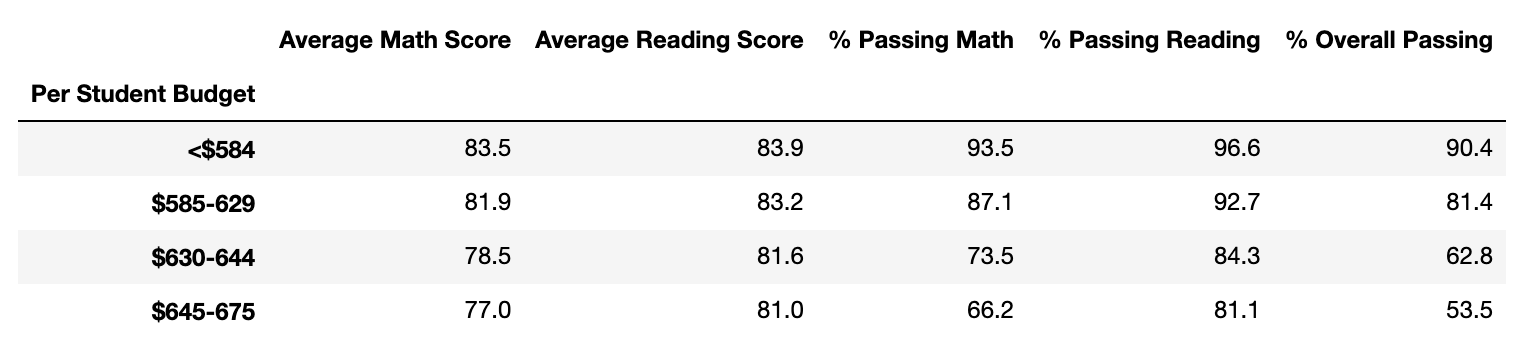 Average Math Score Average Reading Score % Passing Math % Passing Reading % Overall Passing
Per Student Budget
<$584 83.5 83.9 93.5 96.6 90.4
$585-629 81.9 83.2 87.1 92.7 81.4
$630-644 78.5 81.6 73.5 84.3 62.8
$645-675 77.0 81.0 66.2 81.1 53.5